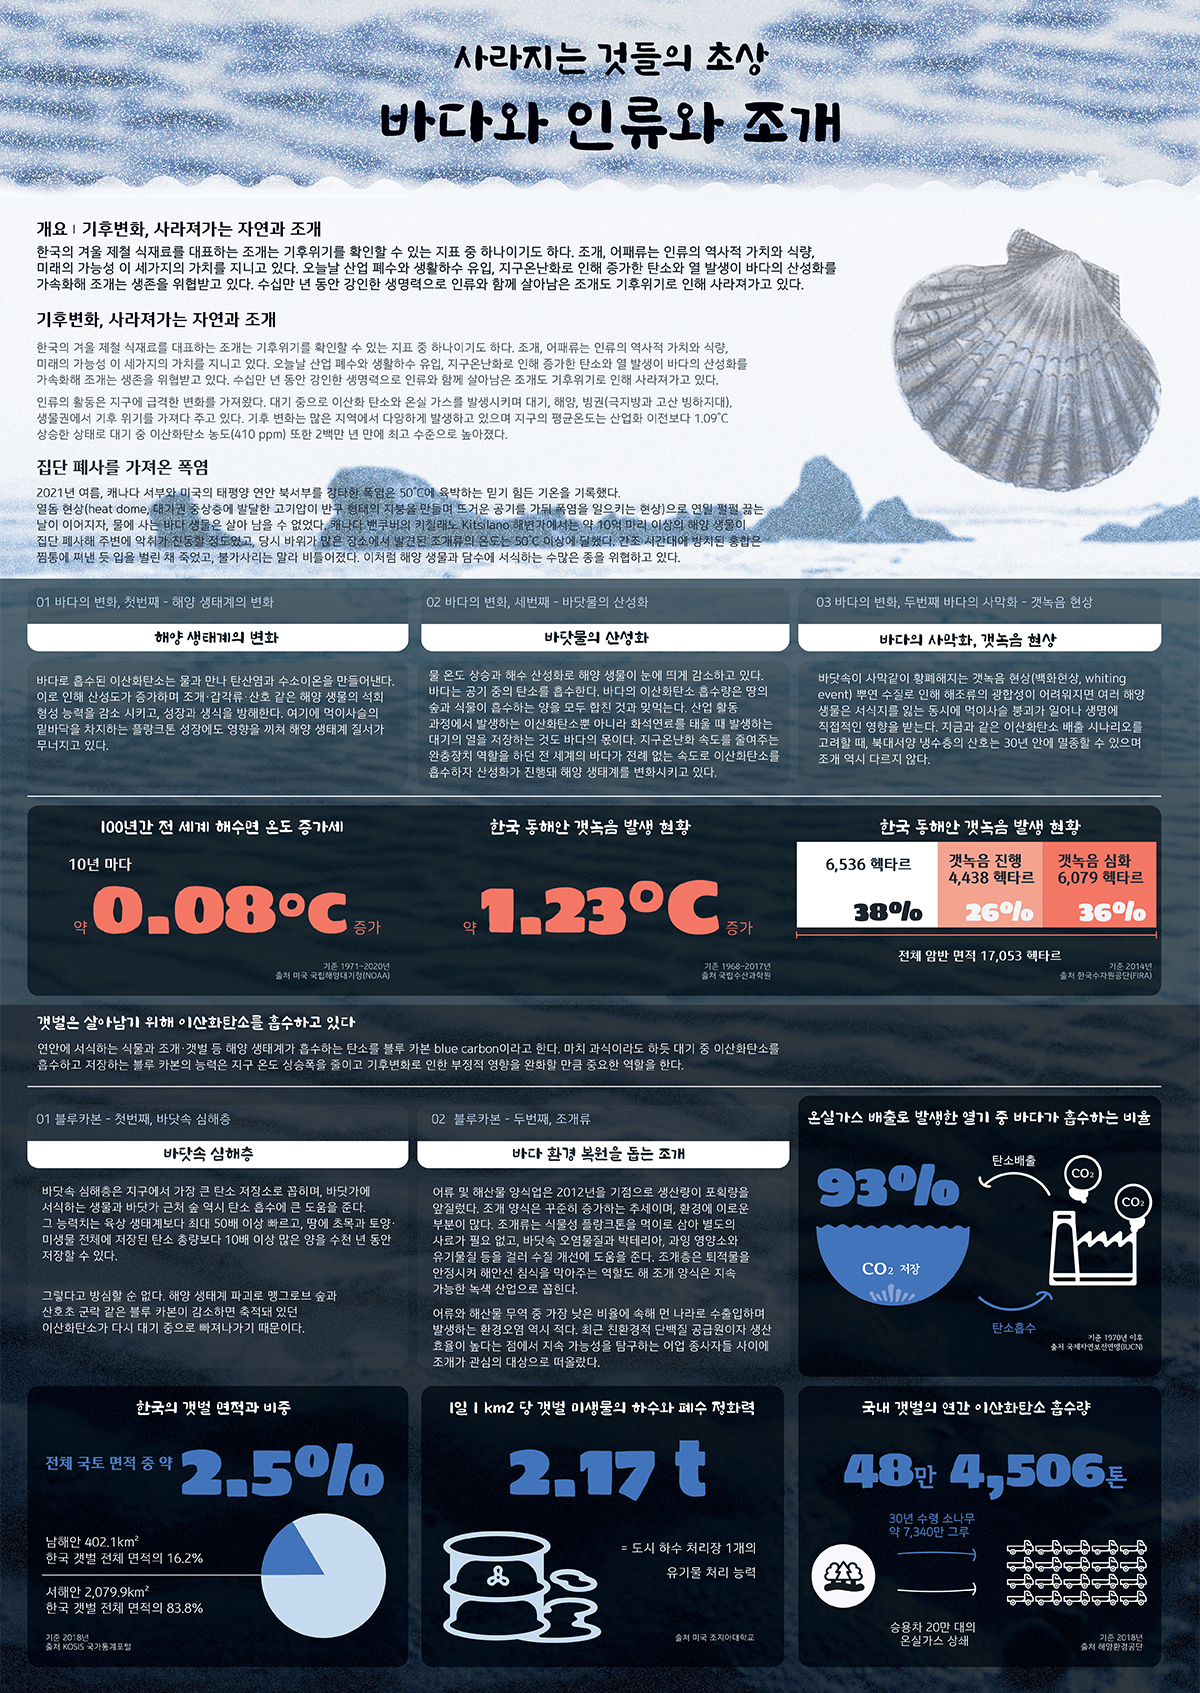 사라지는 것들의 초상
바다와 인류와 조개
개요 | 기후변화, 사라져가는 자연과 조개
한국의 겨울 제철 식재료를 대표하는 조개는 기후위기를 확인할 수 있는 지표 중 하나이기도 하다. 조개, 어패류는 인류의 역사적 가치와 식량,
미래의 가능성 이 세가지의 가치를 지니고 있다. 오늘날 산업 폐수와 생활하수 유입, 지구온난화로 인해 증가한 탄소와 열 발생이 바다의 산성화를
가속화해 조개는 생존을 위협받고 있다. 수십만 년 동안 강인한 생명력으로 인류와 함께 살아남은 조개도 기후위기로 인해 사라져가고 있다.
기후변화, 사라져가는 자연과 조개
한국의 겨울 제철 식재료를 대표하는 조개는 기후위기를 확인할 수 있는 지표 중 하나이기도 하다. 조개, 어패류는 인류의 역사적 가치와 식량,
미래의 가능성 이 세가지의 가치를 지니고 있다. 오늘날 산업 폐수와 생활하수 유입, 지구온난화로 인해 증가한 탄소와 열 발생이 바다의 산성화를
가속화해 조개는 생존을 위협받고 있다. 수십만 년 동안 강인한 생명력으로 인류와 함께 살아남은 조개도 기후위기로 인해 사라져가고 있다.
인류의 활동은 지구에 급격한 변화를 가져왔다. 대기 중으로 이산화 탄소와 온실 가스를 발생시키며 대기, 해양, 빙권(극지방과 고산 빙하지대),
생물권에서 기후 위기를 가져다 주고 있다. 기후 변화는 많은 지역에서 다양하게 발생하고 있으며 지구의 평균온도는 산업화 이전보다 1.09˚C
상승한 상태로 대기 중 이산화탄소 농도(410 ppm) 또한 2백만 년 만에 최고 수준으로 높아졌다.
집단 폐사를 가져온 폭염
2021년 여름, 캐나다 서부와 미국의 태평양 연안 북서부를 강타한 폭염은 50˚C에 육박하는 믿기 힘든 기온을 기록했다.
열돔 현상(heat dome, 대기권 중상층에 발달한 고기압이 반구 형태의 지붕을 만들며 뜨거운 공기를 가둬 폭염을 일으키는 현상)으로 연일 펄펄 끓는
날이 이어지자, 물에 사는 바다 생물은 살아 남을 수 없었다. 캐나다 밴쿠버의 키칠래노 Kitsilano 해변가에서는 약 10억 마리 이상의 해양 생물이
집단 폐사해 주변에 악취가 진동할 정도였고, 당시 바위가 많은 장소에서 발견된 조개류의 온도는 50˚C 이상에 달했다. 간조 시간대에 방치된 홍합은
찜통에 쪄낸 듯 입을 벌린 채 죽었고, 불가사리는 말라 비틀어졌다. 이처럼 해양 생물과 담수에 서식하는 수많은 종을 위협하고 있다.
01 바다의 변화, 첫번째 - 해양 생태계의 변화
해양 생태계의 변화
바다로 흡수된 이산화탄소는 물과 만나 탄산염과 수소이온을 만들어낸다.
이로 인해 산성도가 증가하며 조개·갑각류·산호 같은 해양 생물의 석회
형성 능력을 감소 시키고, 성장과 생식을 방해한다. 여기에 먹이사슬의
밑바닥을 차지하는 플랑크톤 성장에도 영향을 끼쳐 해양 생태계 질서가
무너지고 있다.
02 바다의 변화, 세번째 - 바닷물의 산성화
바닷물의 산성화
물 온도 상승과 해수 산성화로 해양 생물이 눈에 띄게 감소하고 있다.
바다는 공기 중의 탄소를 흡수한다. 바다의 이산화탄소 흡수량은 땅의
숲과 식물이 흡수하는 양을 모두 합친 것과 맞먹는다. 산업 활동
과정에서 발생하는 이산화탄소뿐 아니라 화석연료를 태울 때 발생하는
대기의 열을 저장하는 것도 바다의 몫이다. 지구온난화 속도를 줄여주는
완충장치 역할을 하던 전 세계의 바다가 전례 없는 속도로 이산화탄소를
흡수하자 산성화가 진행돼 해양 생태계를 변화시키고 있다.
03 바다의 변화, 두번째 바다의 사막화 - 갯녹음 현상
바다의 사막화, 갯녹음 현상
바닷속이 사막같이 황폐해지는 갯녹음 현상(백화현상, whiting
event) 뿌연 수질로 인해 해조류의 광합성이 어려워지면 여러 해양
생물은 서식지를 잃는 동시에 먹이사슬 붕괴가 일어나 생명에
직접적인 영향을 받는다. 지금과 같은 이산화탄소 배출 시나리오를
고려할 때, 북대서양 냉수층의 산호는 30년 안에 멸종할 수 있으며
조개 역시 다르지 않다.
100년간 전 세계 해수면 온도 증가세
10년 마다
약 0.08°C 증가
기준 1971~2020년
출처 미국 국립해양대기청(NOAA)
한국 동해안 갯녹음 발생 현황
약 1.23°C 증가
기준 1968~2017년
출처 국립수산과학원
한국 동해안 갯녹음 발생 현황
6,536 헥타르
38%
갯녹음 진행
4,438 헥타르
26%
갯녹음 심화
6,079 헥타르
36%
전체 암반 면적 17,053 헥타르
기준 2014년
출처 한국수자원공단(FIRA)
갯벌은 살아남기 위해 이산화탄소를 흡수하고 있다
연안에 서식하는 식물과 조개·갯벌 등 해양 생태계가 흡수하는 탄소를 블루 카본 blue carbon이라고 한다. 마치 과식이라도 하듯 대기 중 이산화탄소를
흡수하고 저장하는 블루 카본의 능력은 지구 온도 상승폭을 줄이고 기후변화로 인한 부정적 영향을 완화할 만큼 중요한 역할을 한다.
01 블루카본 - 첫번째, 바닷속 심해층
바닷속 심해층
바닷속 심해층은 지구에서 가장 큰 탄소 저장소로 꼽히며, 바닷가에
서식하는 생물과 바닷가 근처 숲 역시 탄소 흡수에 큰 도움을 준다.
그 능력치는 육상 생태계보다 최대 50배 이상 빠르고, 땅에 초목과 토양·
미생물 전체에 저장된 탄소 총량보다 10배 이상 많은 양을 수천 년 동안
저장할 수 있다.
그렇다고 방심할 순 없다. 해양 생태계 파괴로 맹그로브 숲과
산호초 군락 같은 블루 카본이 감소하면 축적돼 있던
이산화탄소가 다시 대기 중으로 빠져나가기 때문이다.
02 블루카본 - 두번째, 조개류
바다 환경 복원을 돕는 조개
어류 및 해산물 양식업은 2012년을 기점으로 생산량이 포획량을
앞질렀다. 조개 양식은 꾸준히 증가하는 추세이며, 환경에 이로운
부분이 많다. 조개류는 식물성 플랑크톤을 먹이로 삼아 별도의
사료가 필요 없고, 바닷속 오염물질과 박테리아, 과잉 영양소와
유기물질 등을 걸러 수질 개선에 도움을 준다. 조개층은 퇴적물을
안정시켜 해안선 침식을 막아주는 역할도 해 조개 양식은 지속
가능한 녹색 산업으로 꼽힌다.
어류와 해산물 무역 중 가장 낮은 비율에 속해 먼 나라로 수출입하며
발생하는 환경오염 역시 적다. 최근 친환경적 단백질 공급원이자 생산
효율이 높다는 점에서 지속 가능성을 탐구하는 어업 종사자들 사이에
조개가 관심의 대상으로 떠올랐다.
온실가스 배출로 발생한 열기 중 바다가 흡수하는 비율
93%
탄소배출
CO₂
CO₂
CO₂ 저장
탄소흡수
기준 1970년 이후
출처 국제자연보전연맹(IUCN)
한국의 갯벌 면적과 비중
전체 국토 면적 중 약 2.5%
남해안 402.1km²
한국 갯벌 전체 면적의 16.2%
서해안 2,079.9km²
한국 갯벌 전체 면적의 83.8%
기준 2018년
출처 KOSIS 국가통계포털
1일 1 km2 당 갯벌 미생물의 하수와 폐수 정화력
2.17 t
= 도시 하수 처리장 1개의
유기물 처리 능력
출처 미국 조지아대학교
국내 갯벌의 연간 이산화탄소 흡수량
48만 4,506톤
30년 수령 소나무
약 7,340만 그루
승용차 20만 대의
온실가스 상쇄
기준 2018년
출처 해양환경공단